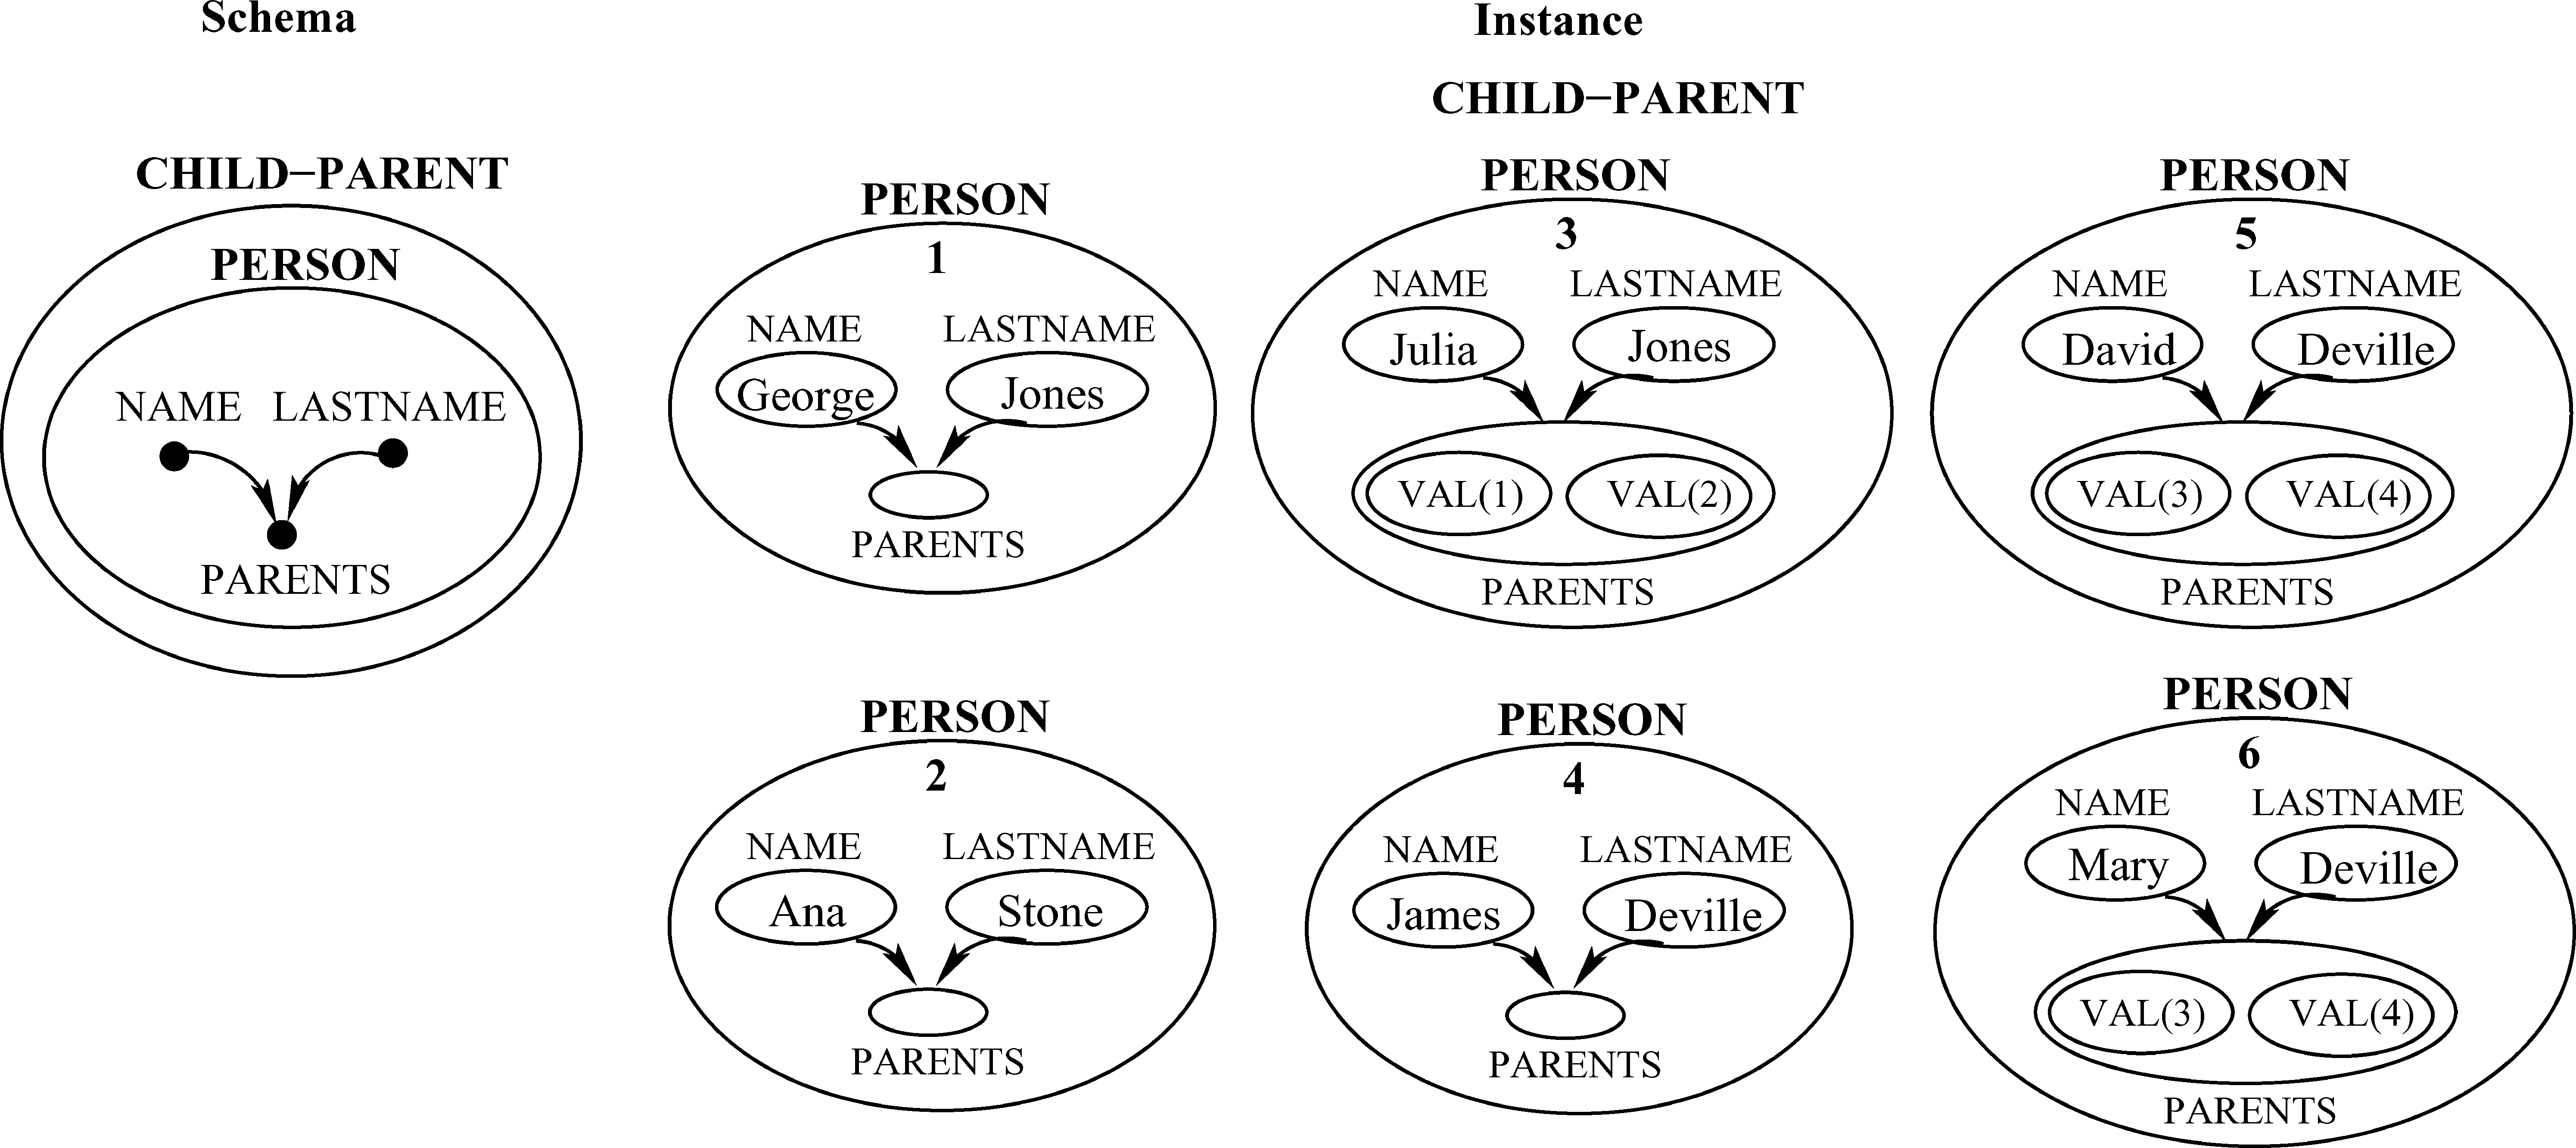 Schema
CHILD–PARENT
PERSON
NAME LASTNAME
PARENTS
Instance
CHILD–PARENT
PERSON
1
NAME LASTNAME
George Jones
PARENTS
PERSON
3
NAME LASTNAME
Julia Jones
VAL(1) VAL(2)
PARENTS
PERSON
5
NAME LASTNAME
David Deville
VAL(3) VAL(4)
PARENTS
PERSON
2
NAME LASTNAME
Ana Stone
PARENTS
PERSON
4
NAME LASTNAME
James Deville
PARENTS
PERSON
6
NAME LASTNAME
Mary Deville
VAL(3) VAL(4)
PARENTS